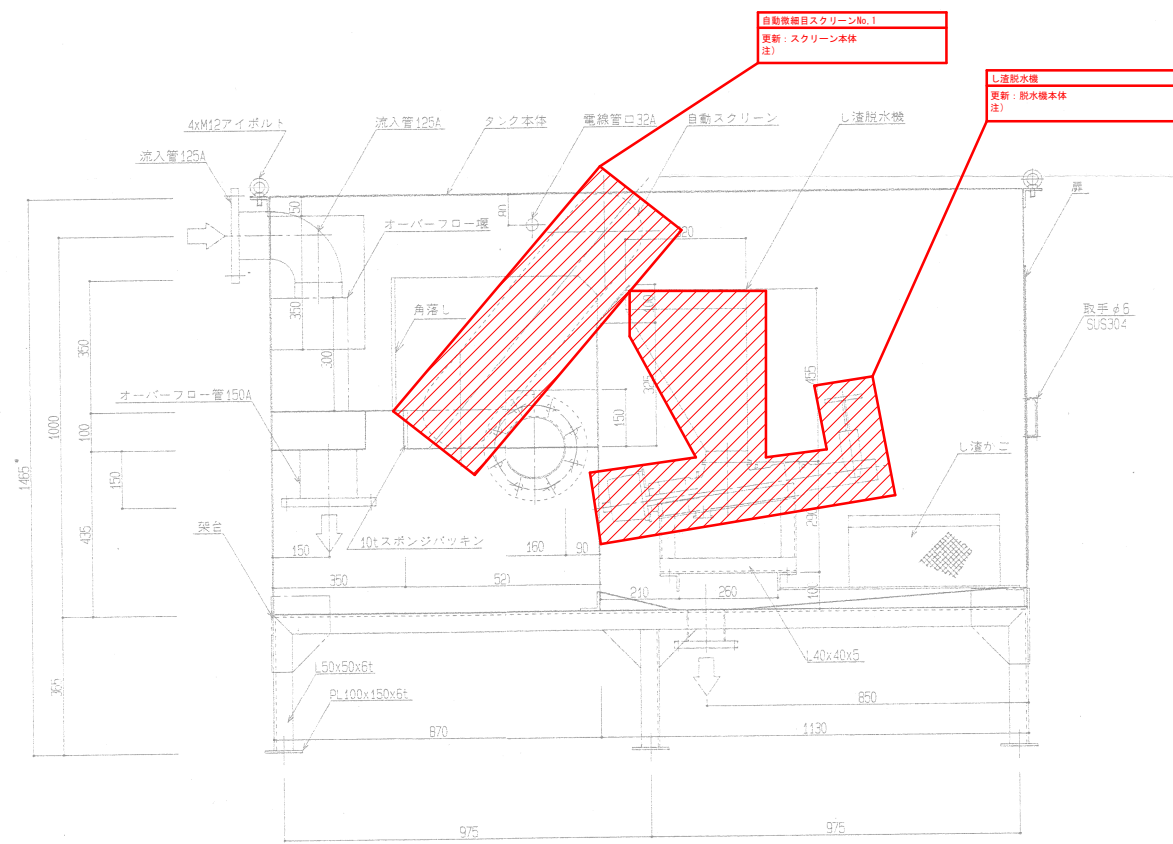 自動微細目スクリーンNo.1
更新：スクリーン本体
注）
し渣脱水機
更新：脱水機本体
注）
4xM12アイボルト
流入管125A
タンク本体
電線管口32A
自動スクリーン
し渣脱水機
流入管125A
扉
オーバーフロー堰
角落し
取手φ6
SUS304
オーバーフロー管150A
し渣かご
架台
10tスポンジパッキン
L50x50x6t
PL100x150x6t
L40x40x5
1465*
1000
350
100
150
435
365
350
150
455
150
160
90
350
210
260
870
850
1130
975
975